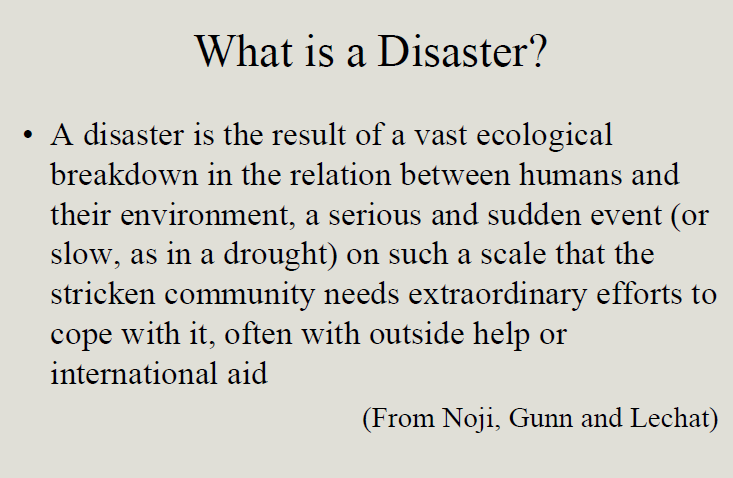 What is a Disaster?
• A disaster is the result of a vast ecological
breakdown in the relation between humans and
their environment, a serious and sudden event (or
slow, as in a drought) on such a scale that the
stricken community needs extraordinary efforts to
cope with it, often with outside help or
international aid
(From Noji, Gunn and Lechat)